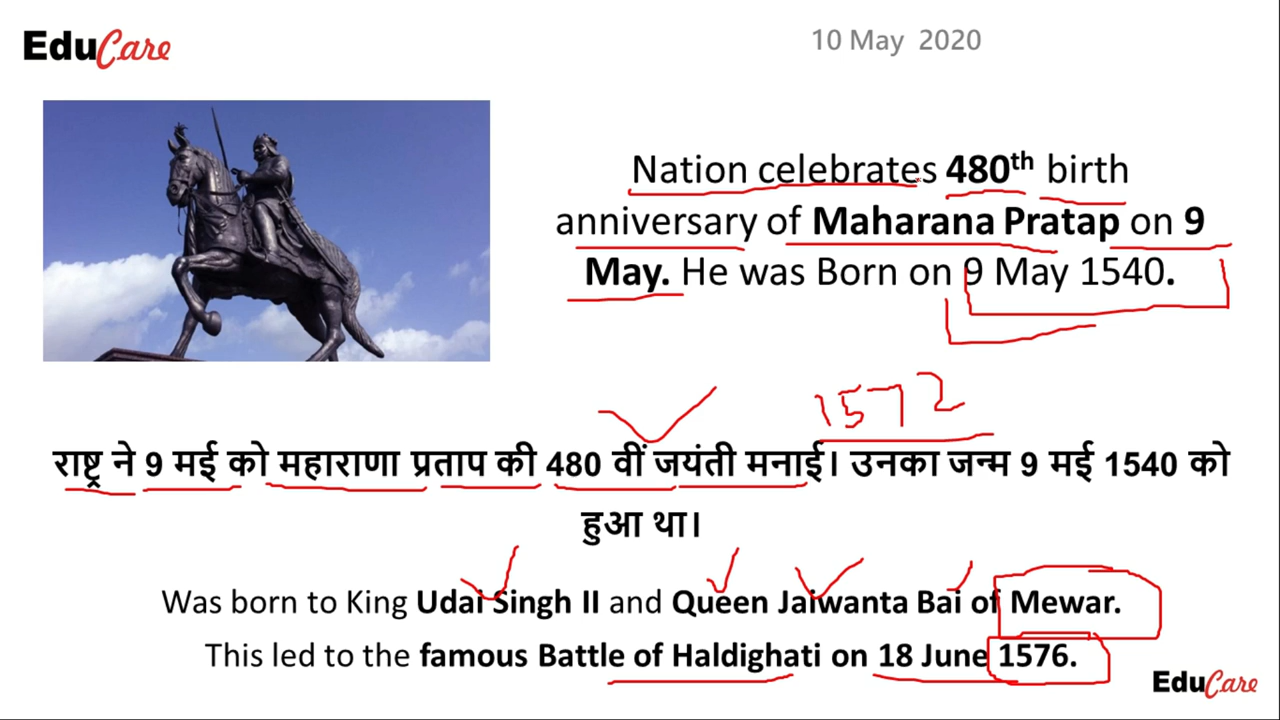 EduCare
10 May 2020
Nation celebrates 480th birth
anniversary of Maharana Pratap on 9
May. He was Born on 9 May 1540.
1572
राष्ट्र ने 9 मई को महाराणा प्रताप की 480 वीं जयंती मनाई। उनका जन्म 9 मई 1540 को
हुआ था।
Was born to King Udai Singh II and Queen Jaiwanta Bai of Mewar.
This led to the famous Battle of Haldighati on 18 June 1576.
EduCare